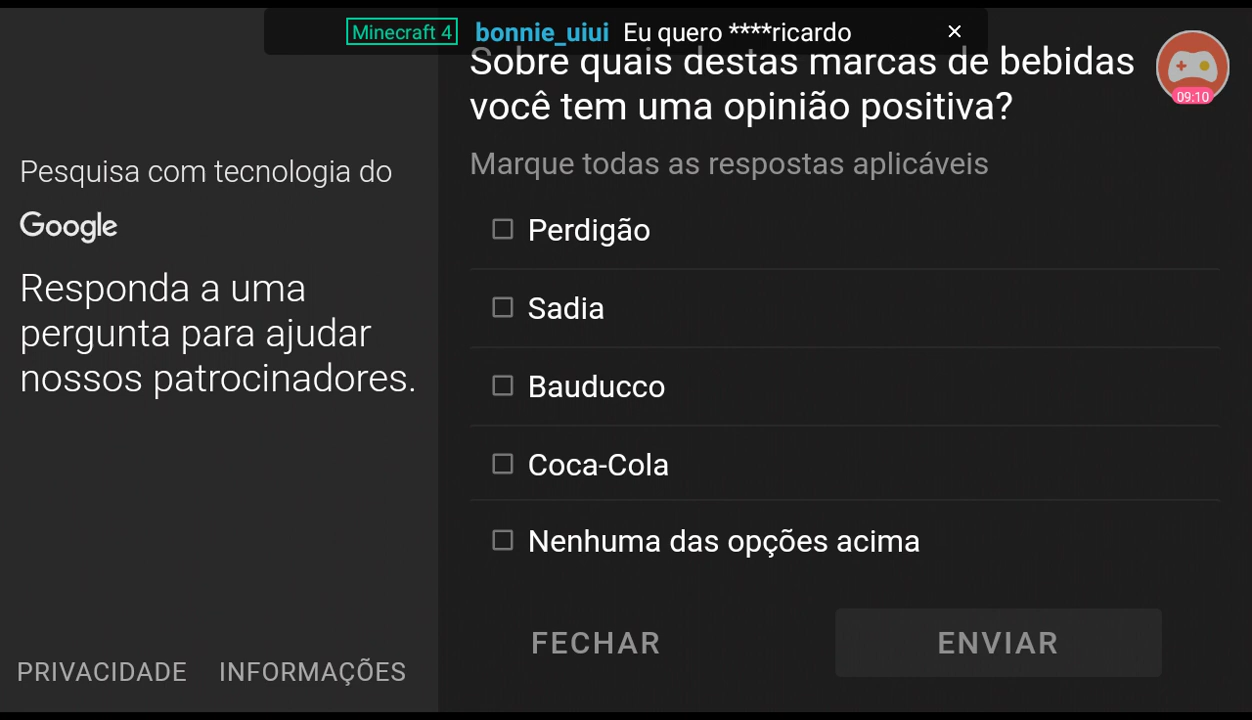 Minecraft 4 bonnie_uiui Eu quero ****ricardo ×
Pesquisa com tecnologia do
Google
Responda a uma
pergunta para ajudar
nossos patrocinadores.
PRIVACIDADE INFORMAÇÕES
Sobre quais destas marcas de bebidas
você tem uma opinião positiva?
Marque todas as respostas aplicáveis
Perdigão
Sadia
Bauducco
Coca-Cola
Nenhuma das opções acima
FECHAR ENVIAR
09:10